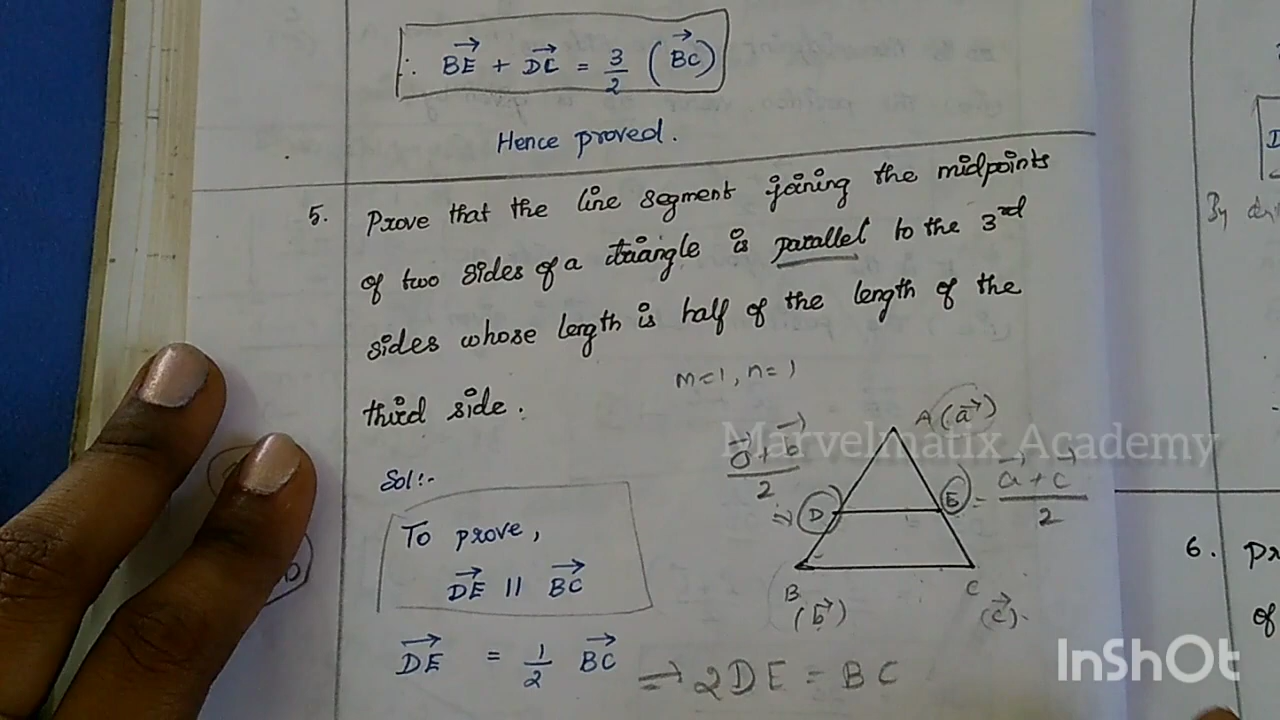 ∴ BE→ + DC→ = 3/2 (BC→)
Hence proved.
5. Prove that the line segment joining the midpoints
of two sides of a triangle is parallel to the 3rd
sides whose length is half of the length of the
third side.
m=1, n=1
Sol:-
To prove,
DE→ || BC→
DE→ = 1/2 BC→ ⇒ 2DE = BC
A (a→)
(a→ + b→)/2
⇒ D
E = (a→ + c→)/2
B
(b→)
C
(c→).
Marvelmatix Academy
By
6.
of
InShOt